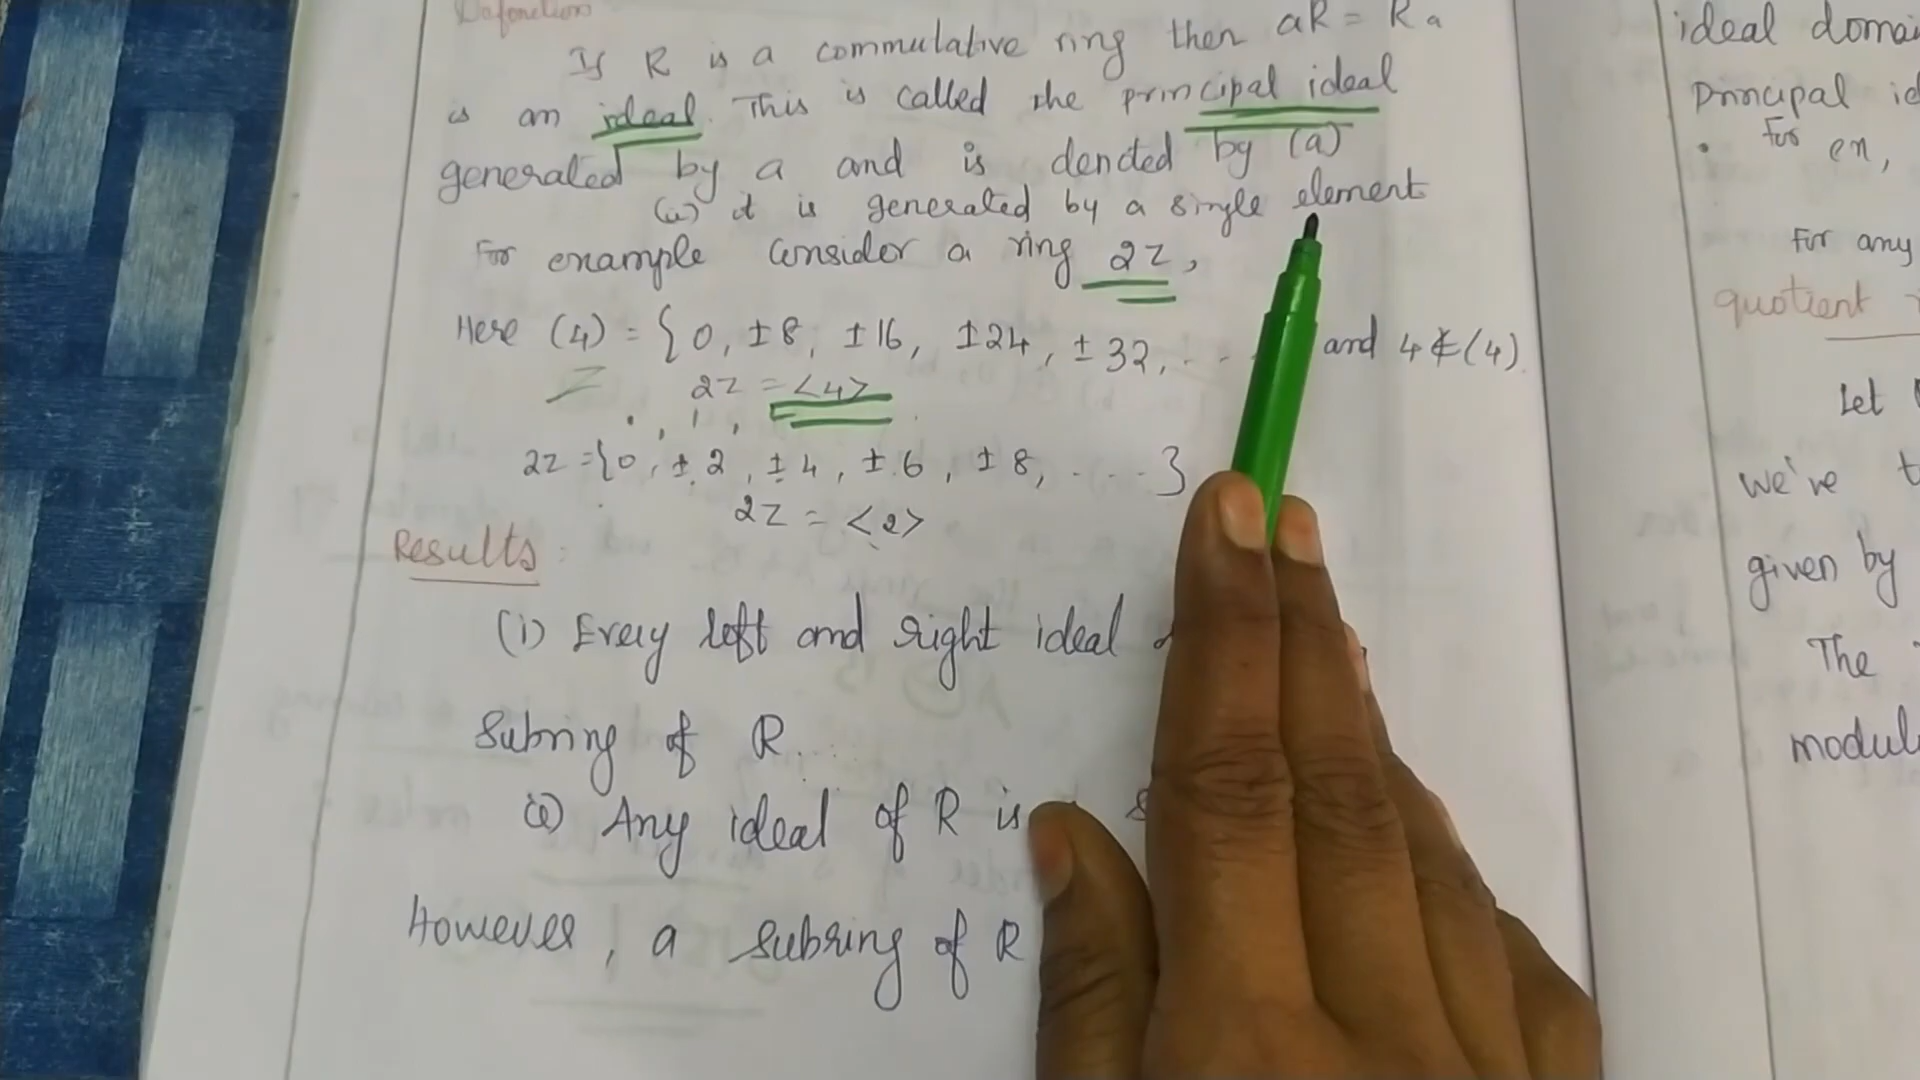 Definition
If R is a commutative ring then aR = Ra
is an ideal. This is called the principal ideal
generated by a and is denoted by (a)
(ie) it is generated by a single element
For example consider a ring 2Z,
Here (4) = {0, ±8, ±16, ±24, ±32, ... and 4 ∉ (4).
2Z = <4>
2Z = {0, ±2, ±4, ±6, ±8, ....}
2Z = <2>
Results:
(i) Every left and right ideal
Subring of R.
(ii) Any ideal of R is
However, a subring of R
ideal
Principal
For ex,
For any
quotient
Let
we've
given by
The